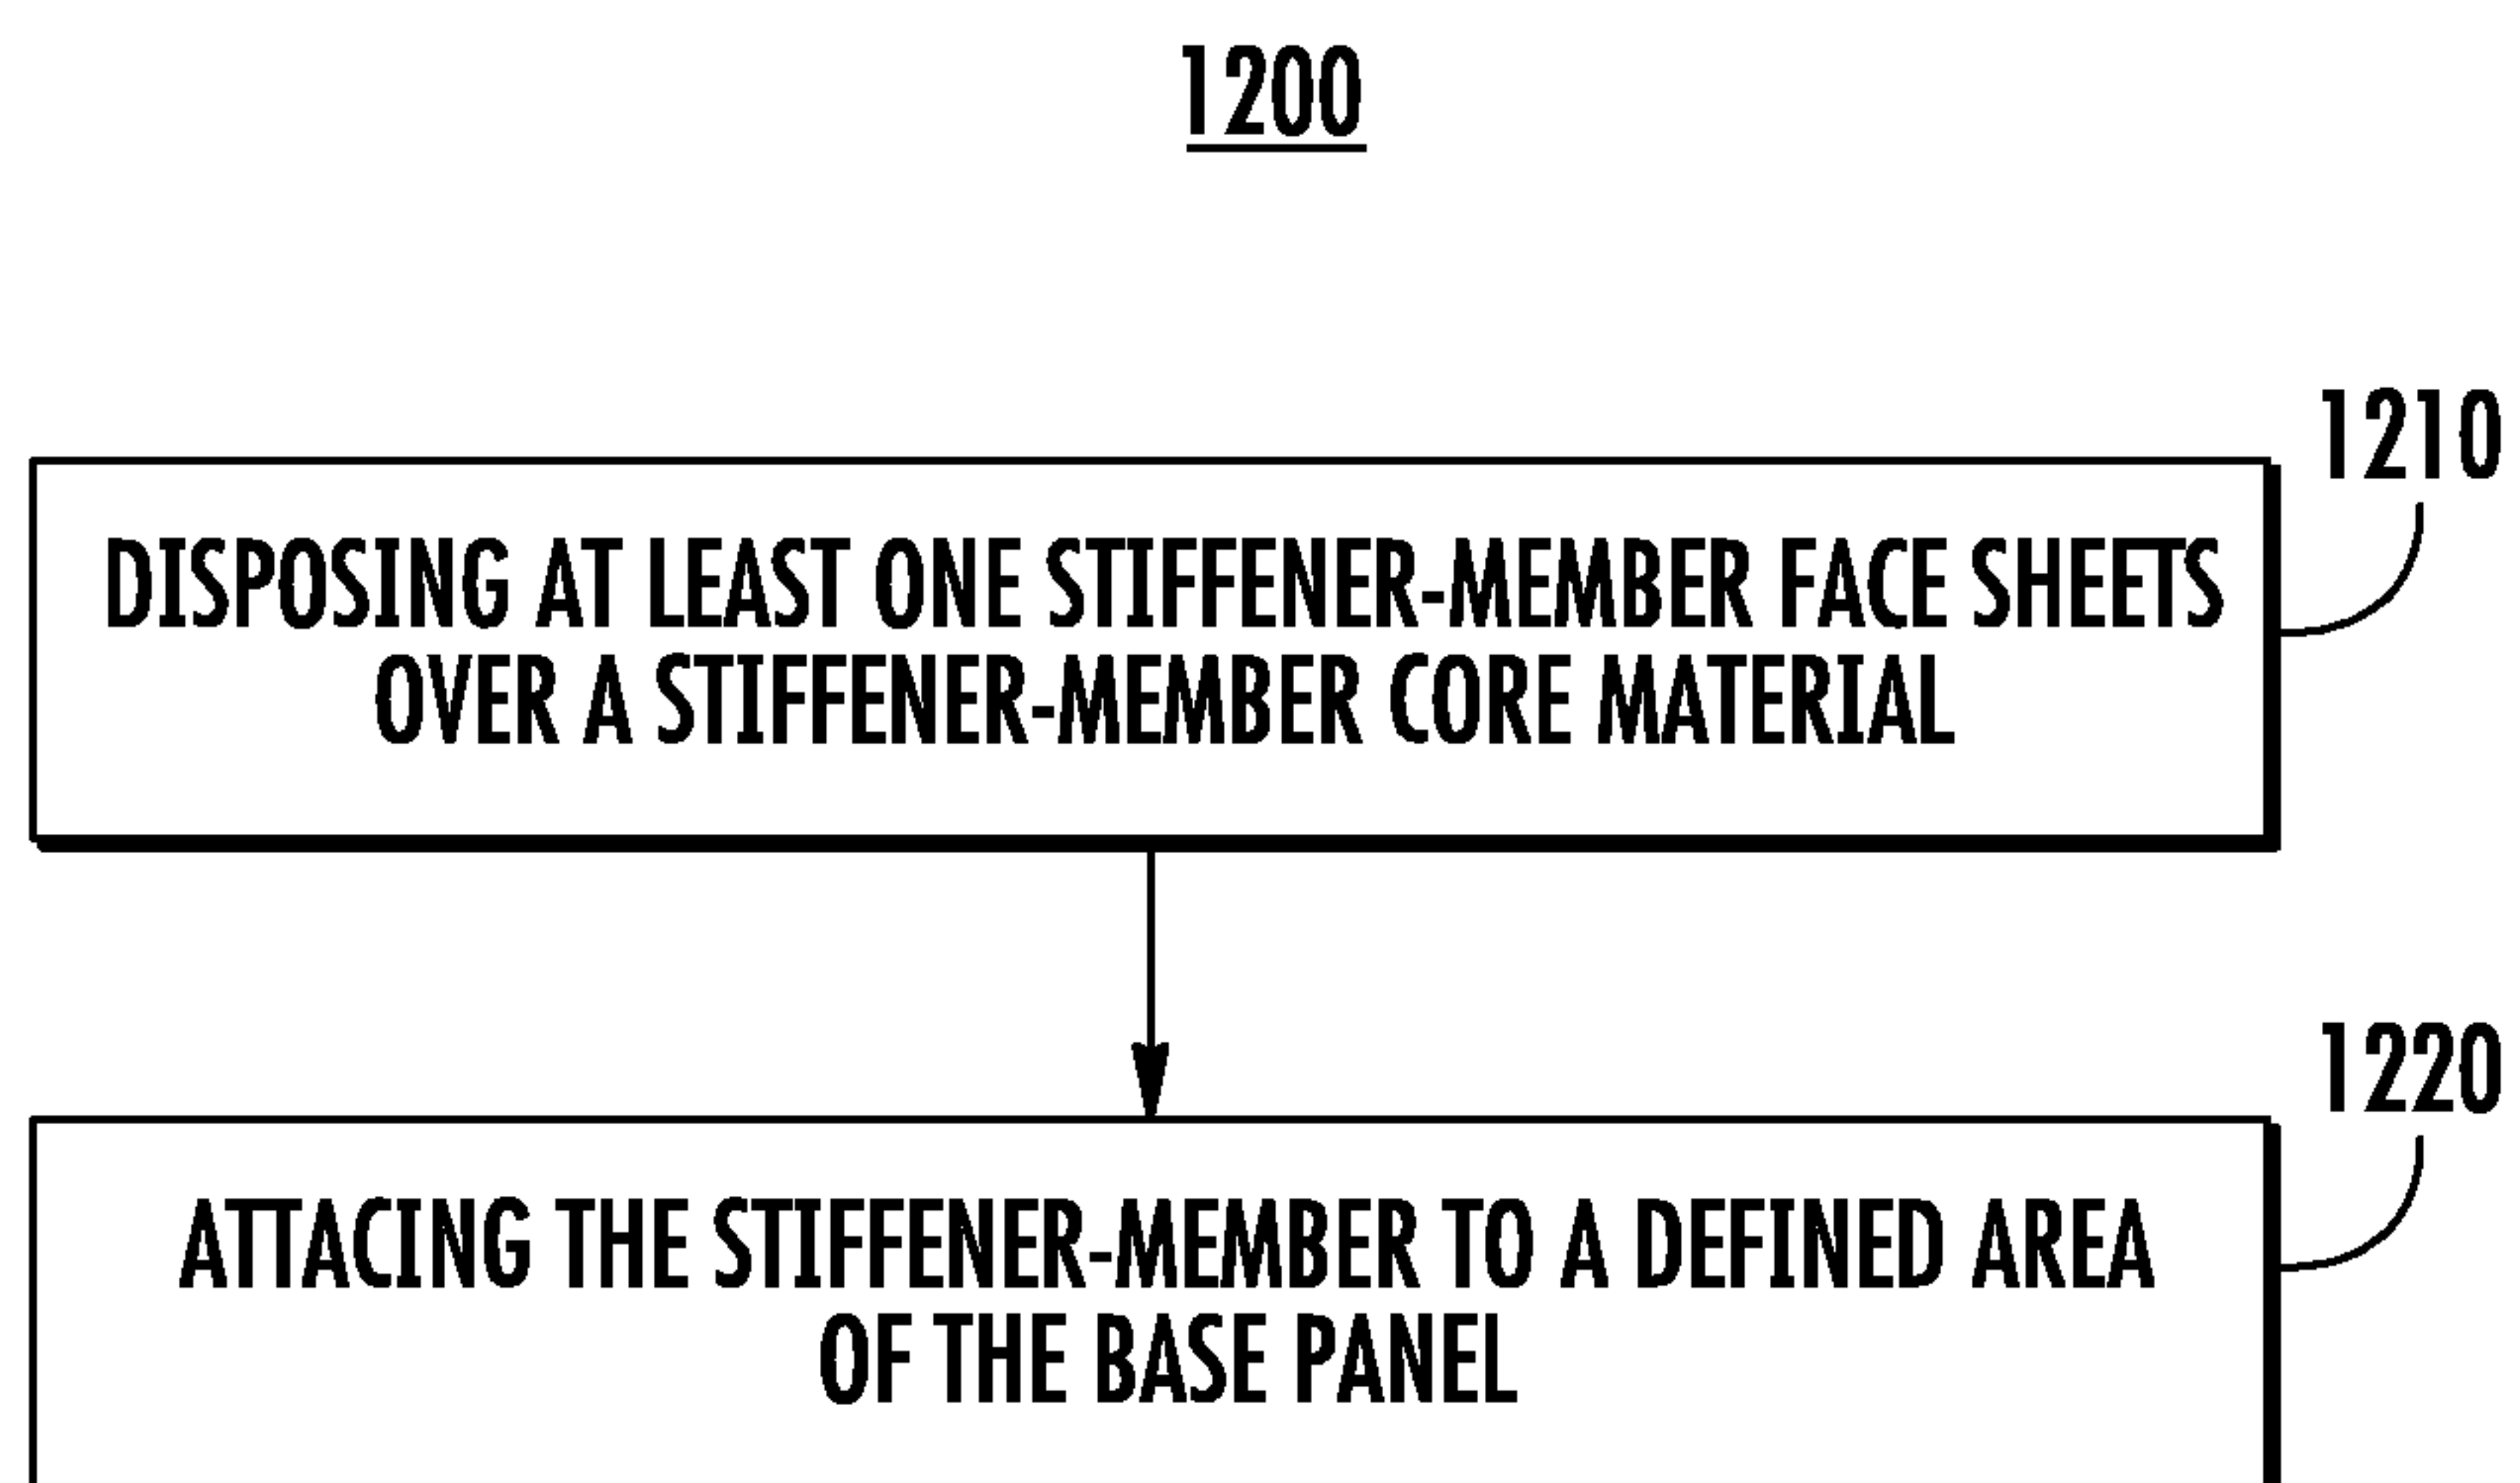 1200
1210
DISPOSING AT LEAST ONE STIFFENER-MEMBER FACE SHEETS
OVER A STIFFENER-MEMBER CORE MATERIAL
1220
ATTACING THE STIFFENER-MEMBER TO A DEFINED AREA
OF THE BASE PANEL